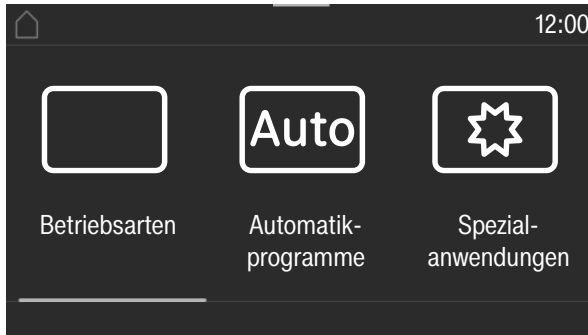 12:00
Auto
Betriebsarten
Automatik-
programme
Spezial-
anwendungen